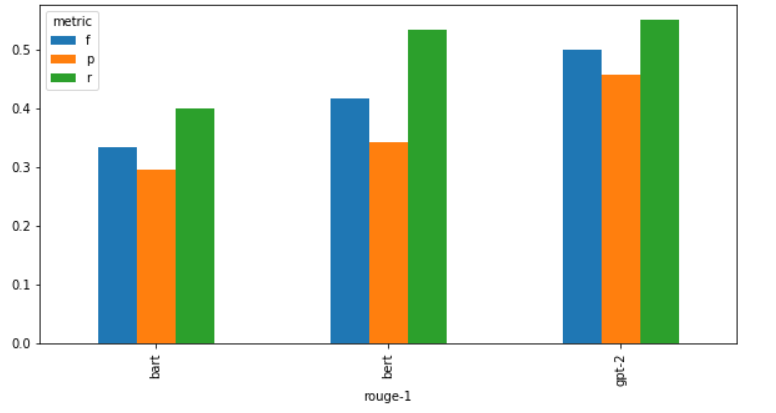 metric
f
p
r
0.5
0.4
0.3
0.2
0.1
0.0
bart
bert
gpt-2
rouge-1